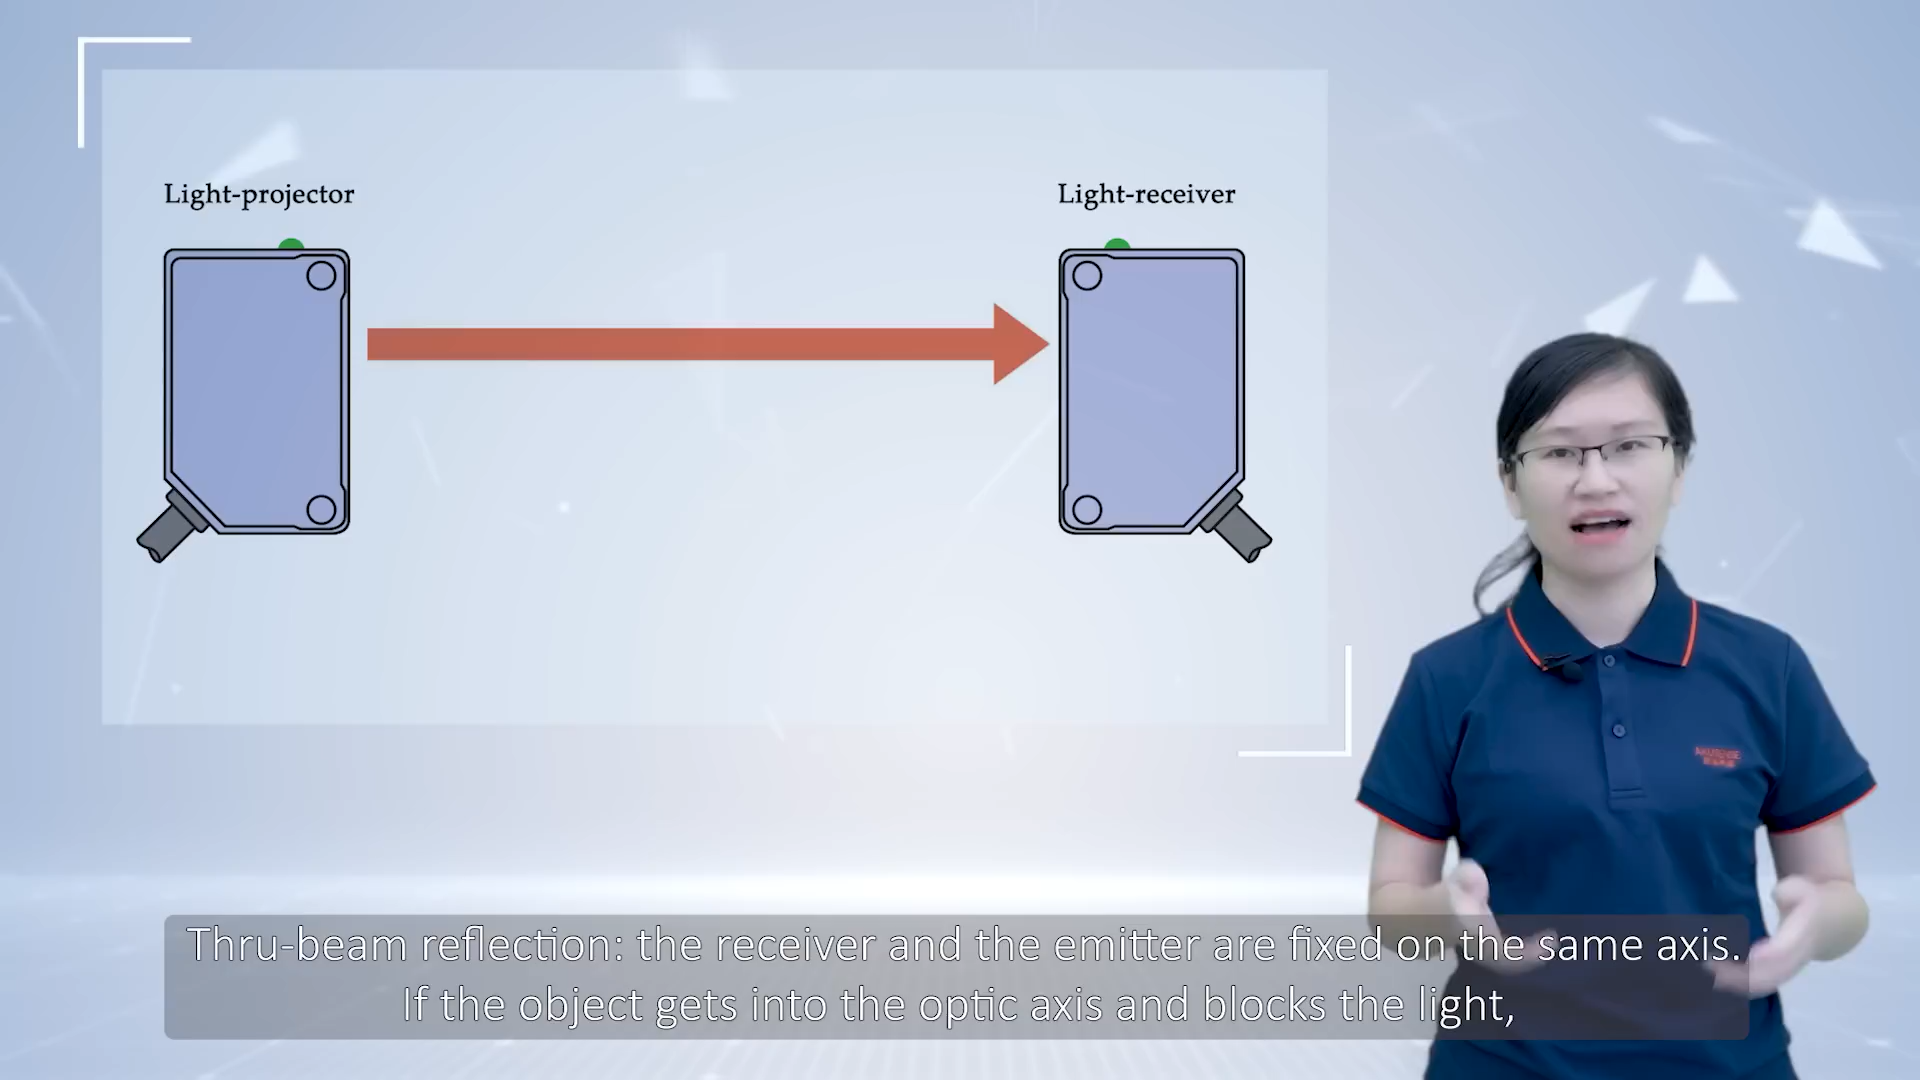 Light-projector
Light-receiver
Thru-beam reflection: the receiver and the emitter are fixed on the same axis.
If the object gets into the optic axis and blocks the light,